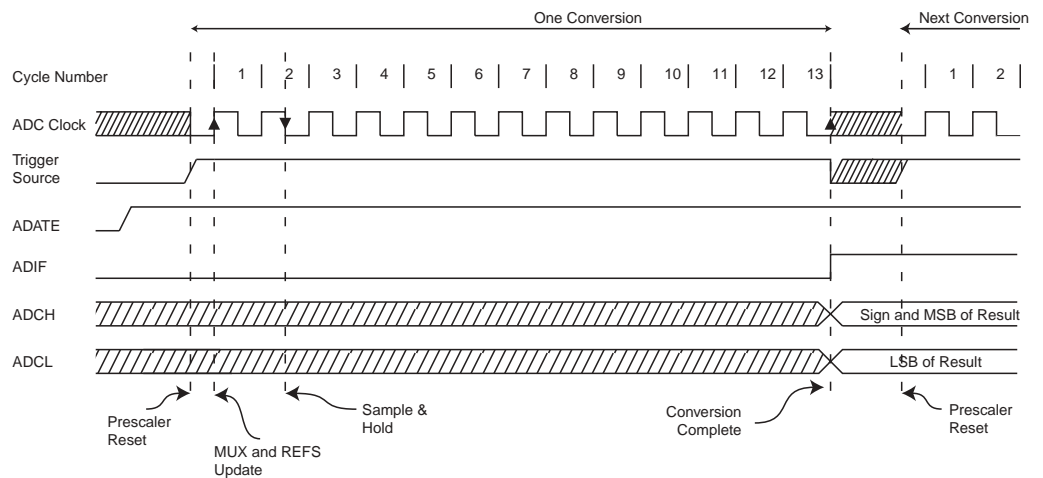 One Conversion
Next Conversion
Cycle Number
1 2 3 4 5 6 7 8 9 10 11 12 13 1 2
ADC Clock
Trigger
Source
ADATE
ADIF
ADCH
Sign and MSB of Result
ADCL
LSB of Result
Prescaler
Reset
MUX and REFS
Update
Sample &
Hold
Conversion
Complete
Prescaler
Reset